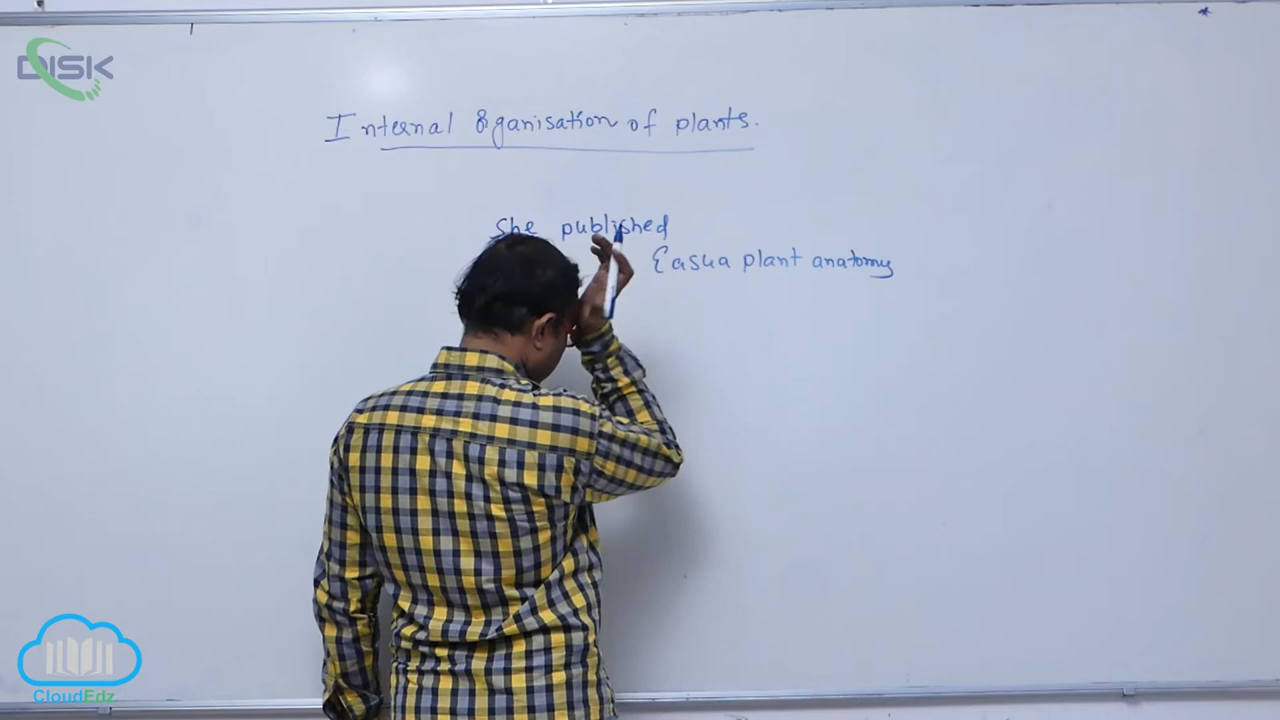 DISK
Internal organisation of plants.
She published
Easua plant anatomy
CloudEdz